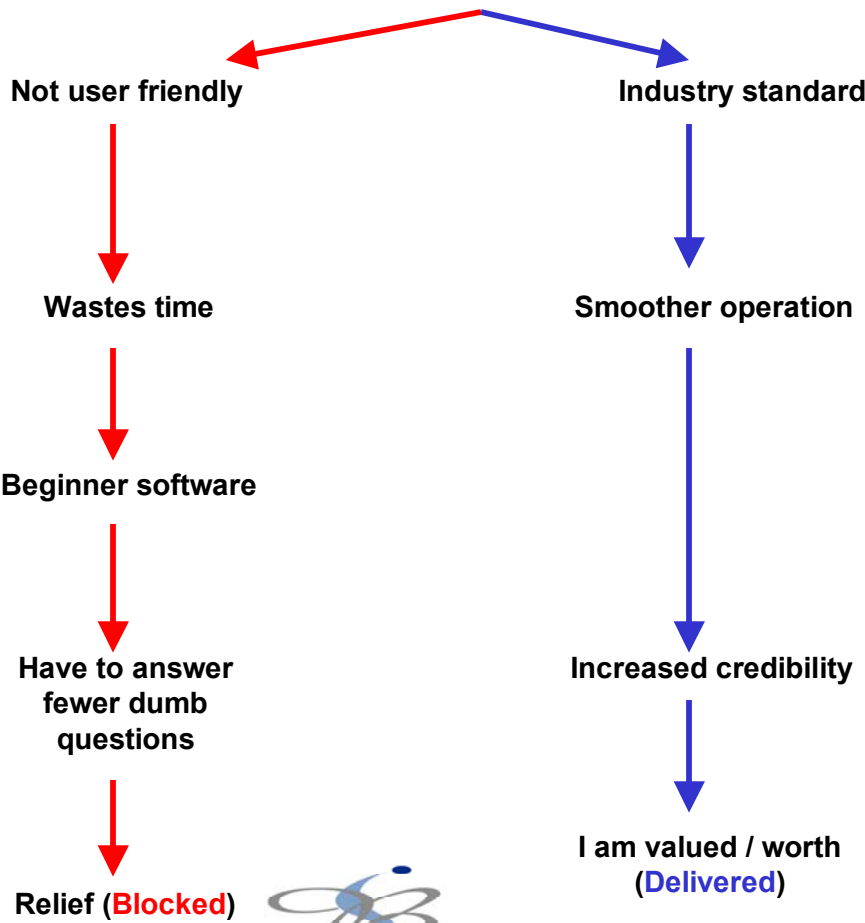 Not user friendly
Industry standard
Wastes time
Smoother operation
Beginner software
Have to answer
fewer dumb
questions
Increased credibility
I am valued / worth
(Delivered)
Relief (Blocked)